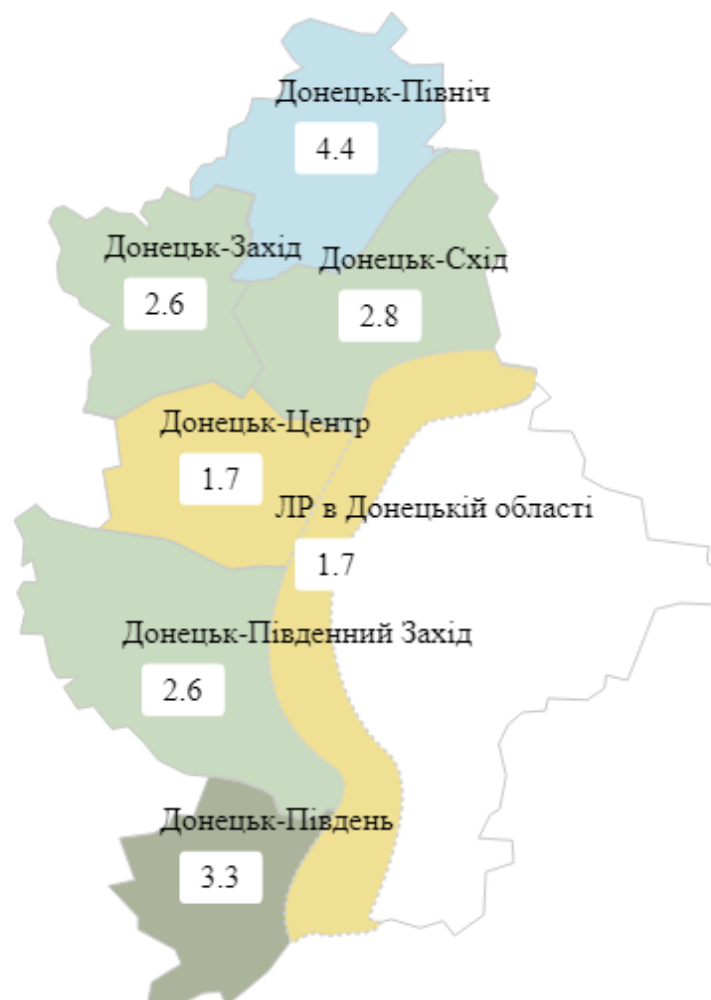 Донецьк-Північ
4.4
Донецьк-Захід
2.6
Донецьк-Схід
2.8
Донецьк-Центр
1.7
ЛР в Донецькій області
1.7
Донецьк-Південний Захід
2.6
Донецьк-Південь
3.3